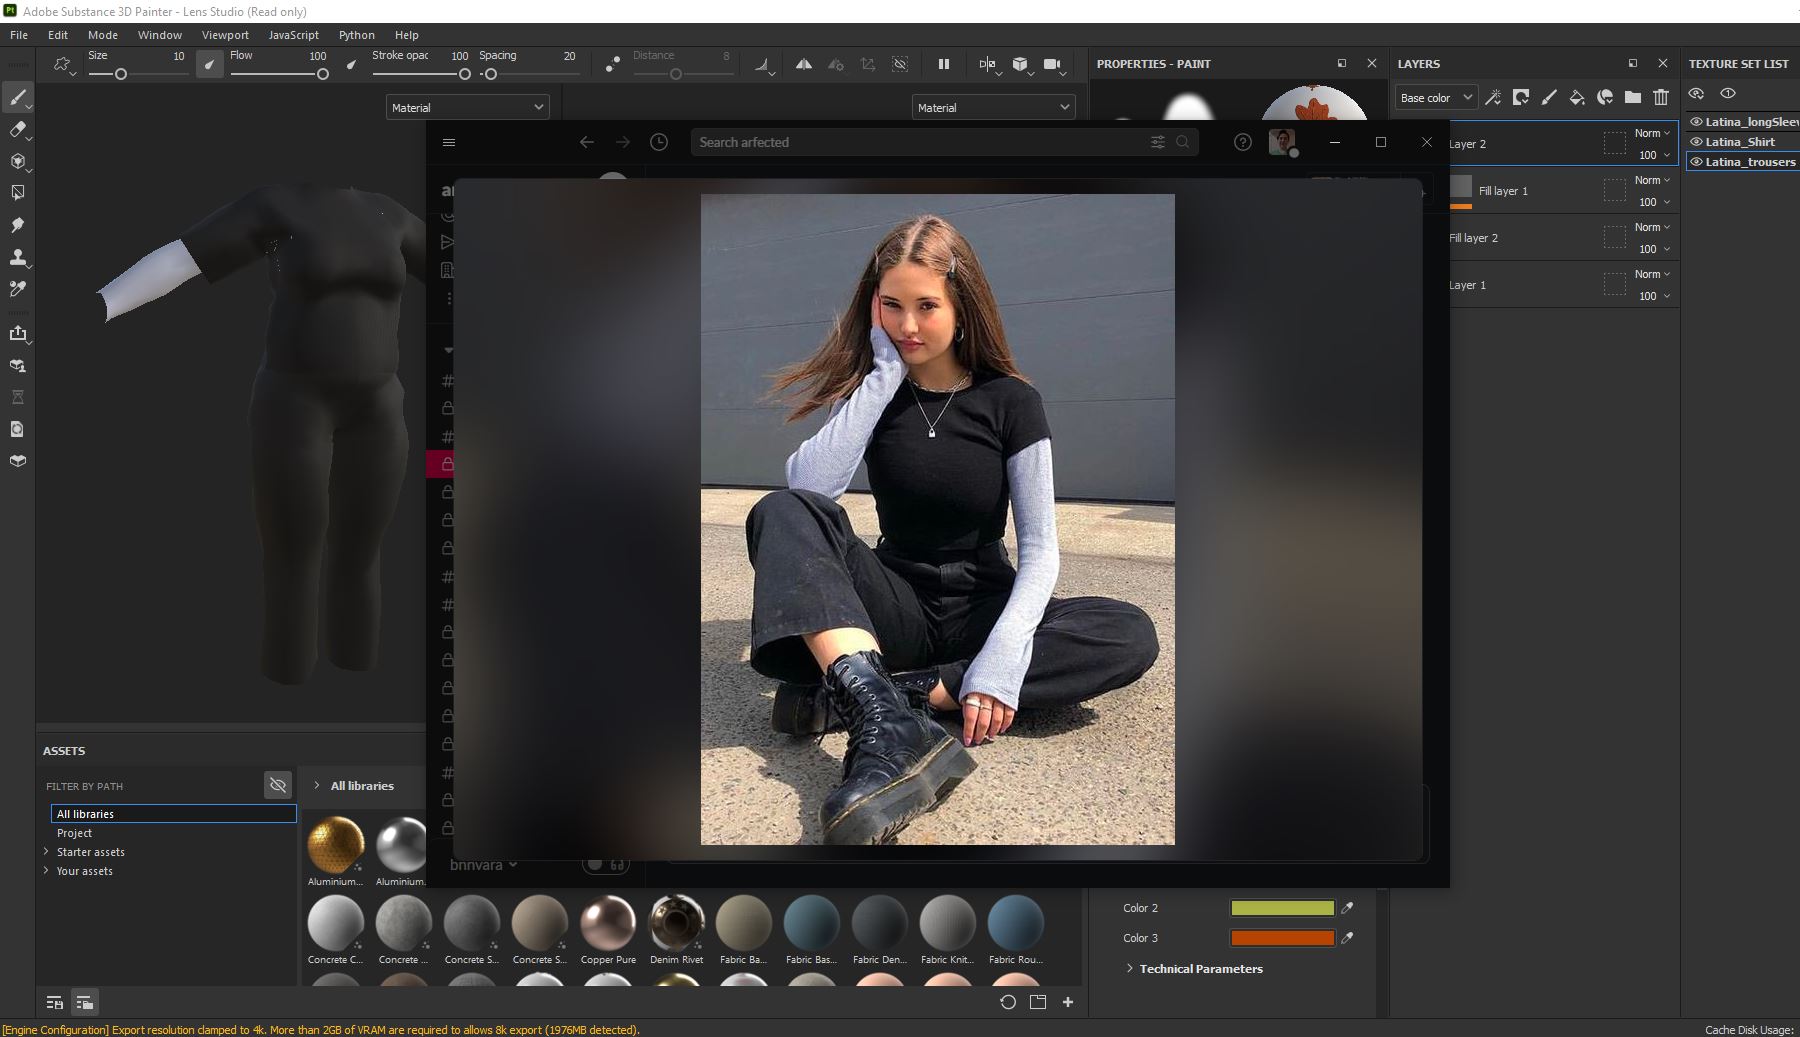 Adobe Substance 3D Painter - Lens Studio (Read only)
File Edit Mode Window Viewport JavaScript Python Help
Size 10 Flow 100 Stroke opac 100 Spacing 20 Distance 8
PROPERTIES - PAINT
LAYERS
TEXTURE SET LIST
Material
Material
Base color
Search arfected
Layer 2
Norm
100
Fill layer 1
Norm
100
Fill layer 2
Norm
100
Layer 1
Norm
100
Latina_longSleev
Latina_Shirt
Latina_trousers
bnnvara
ASSETS
FILTER BY PATH
All libraries
Project
Starter assets
Your assets
All libraries
Aluminium... Aluminium...
Concrete C... Concrete ... Concrete S... Concrete S... Copper Pure Denim Rivet Fabric Ba... Fabric Bas... Fabric Den... Fabric Knit... Fabric Rou...
Color 2
Color 3
Technical Parameters
[Engine Configuration] Export resolution clamped to 4k. More than 2GB of VRAM are required to allows 8k export (1976MB detected).
Cache Disk Usage: